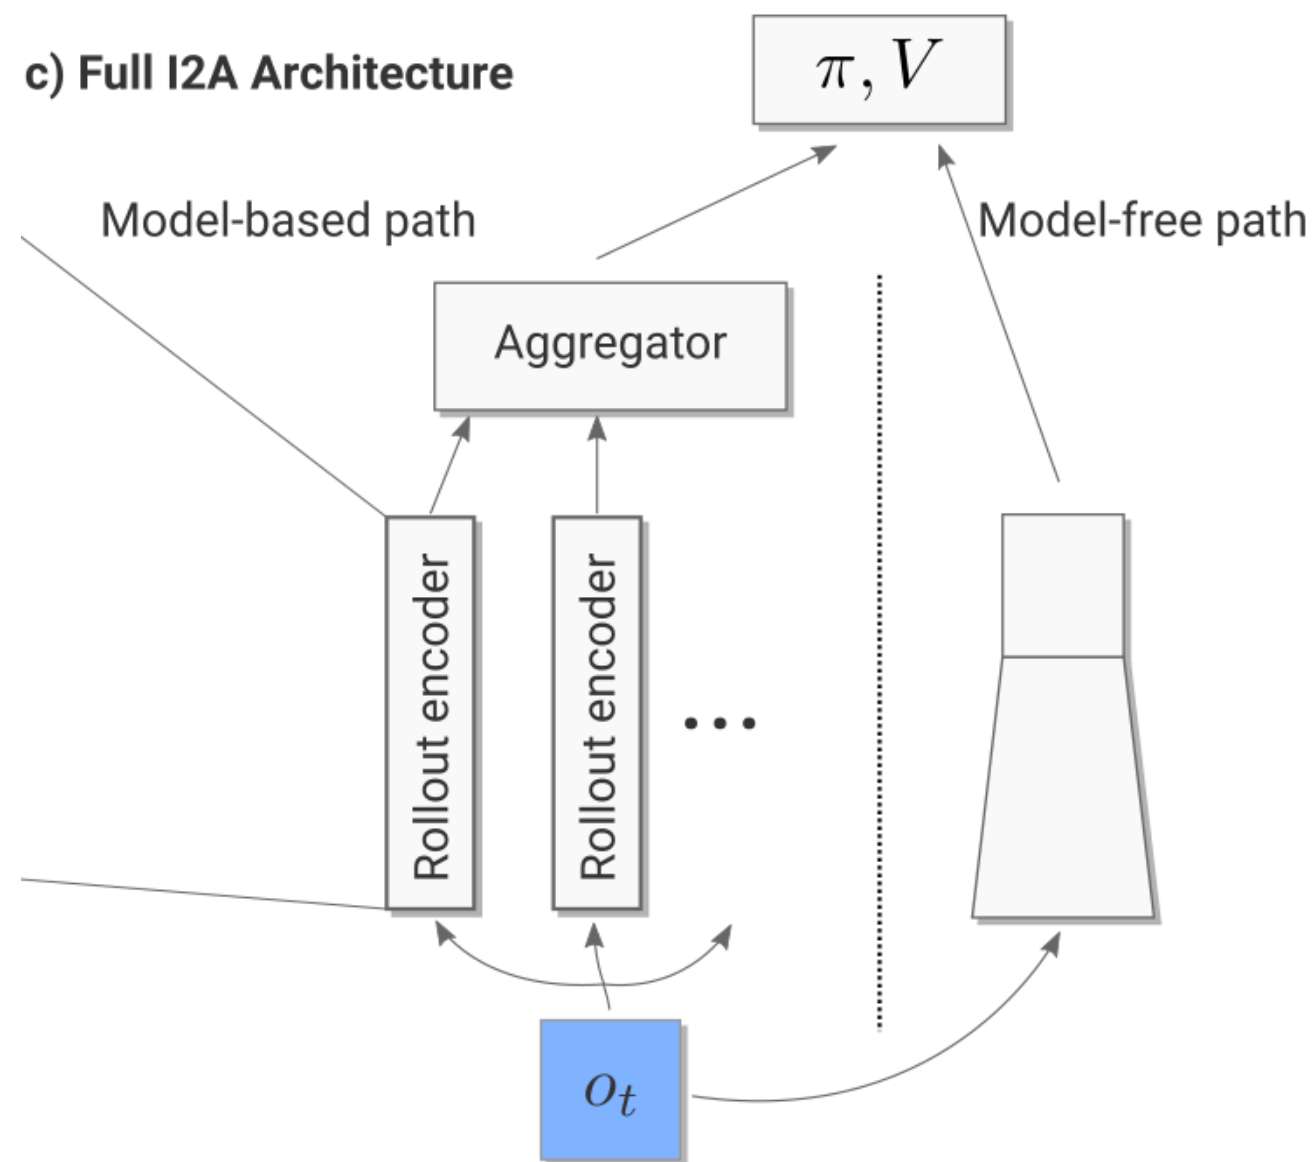 c) Full I2A Architecture
π, V
Model-based path
Model-free path
Aggregator
Rollout encoder
Rollout encoder
...
o_t